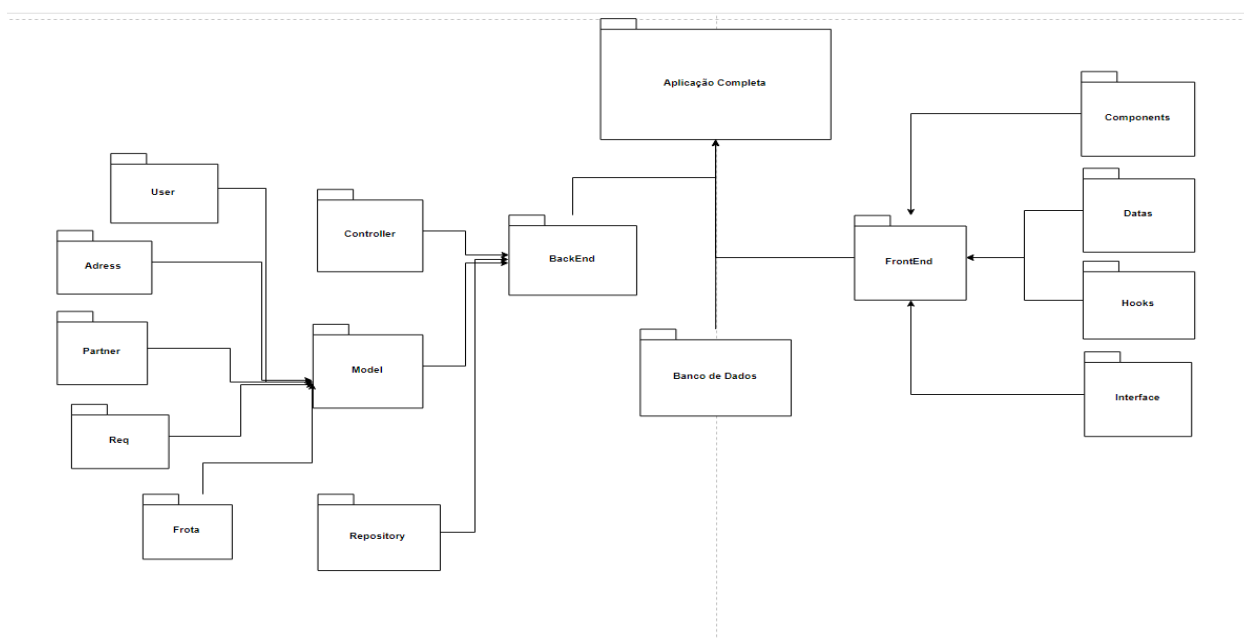 Aplicação Completa
Components
User
Controller
Datas
BackEnd
FrontEnd
Adress
Hooks
Partner
Model
Banco de Dados
Interface
Req
Frota
Repository